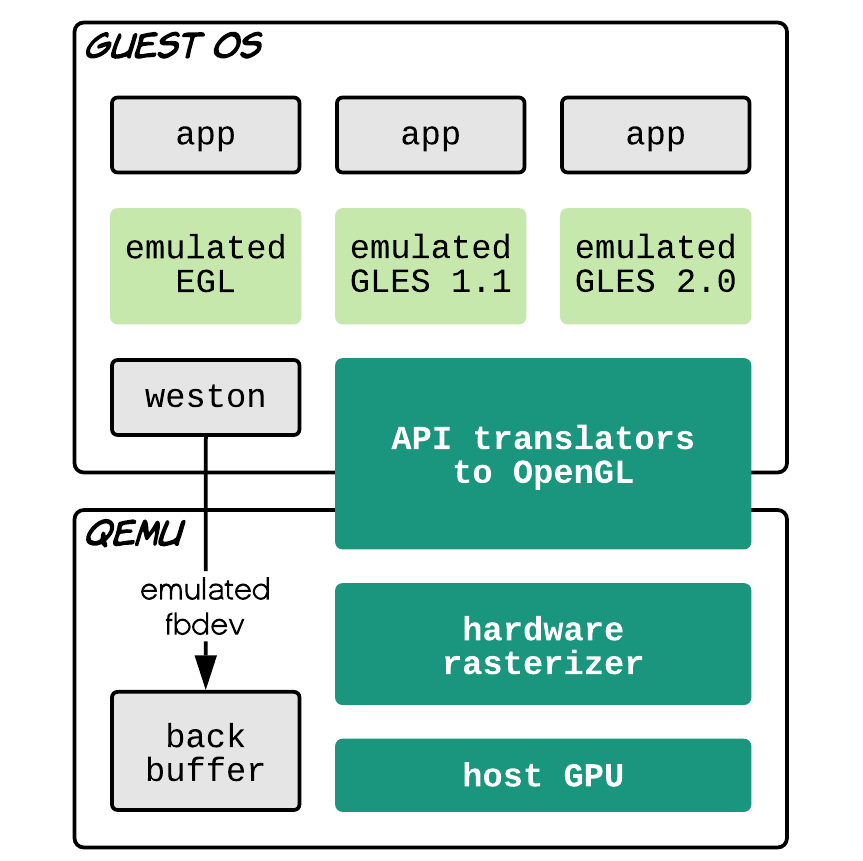 GUEST OS
app
app
app
emulated
EGL
emulated
GLES 1.1
emulated
GLES 2.0
weston
API translators
to OpenGL
QEMU
emulated
fbdev
hardware
rasterizer
back
buffer
host GPU